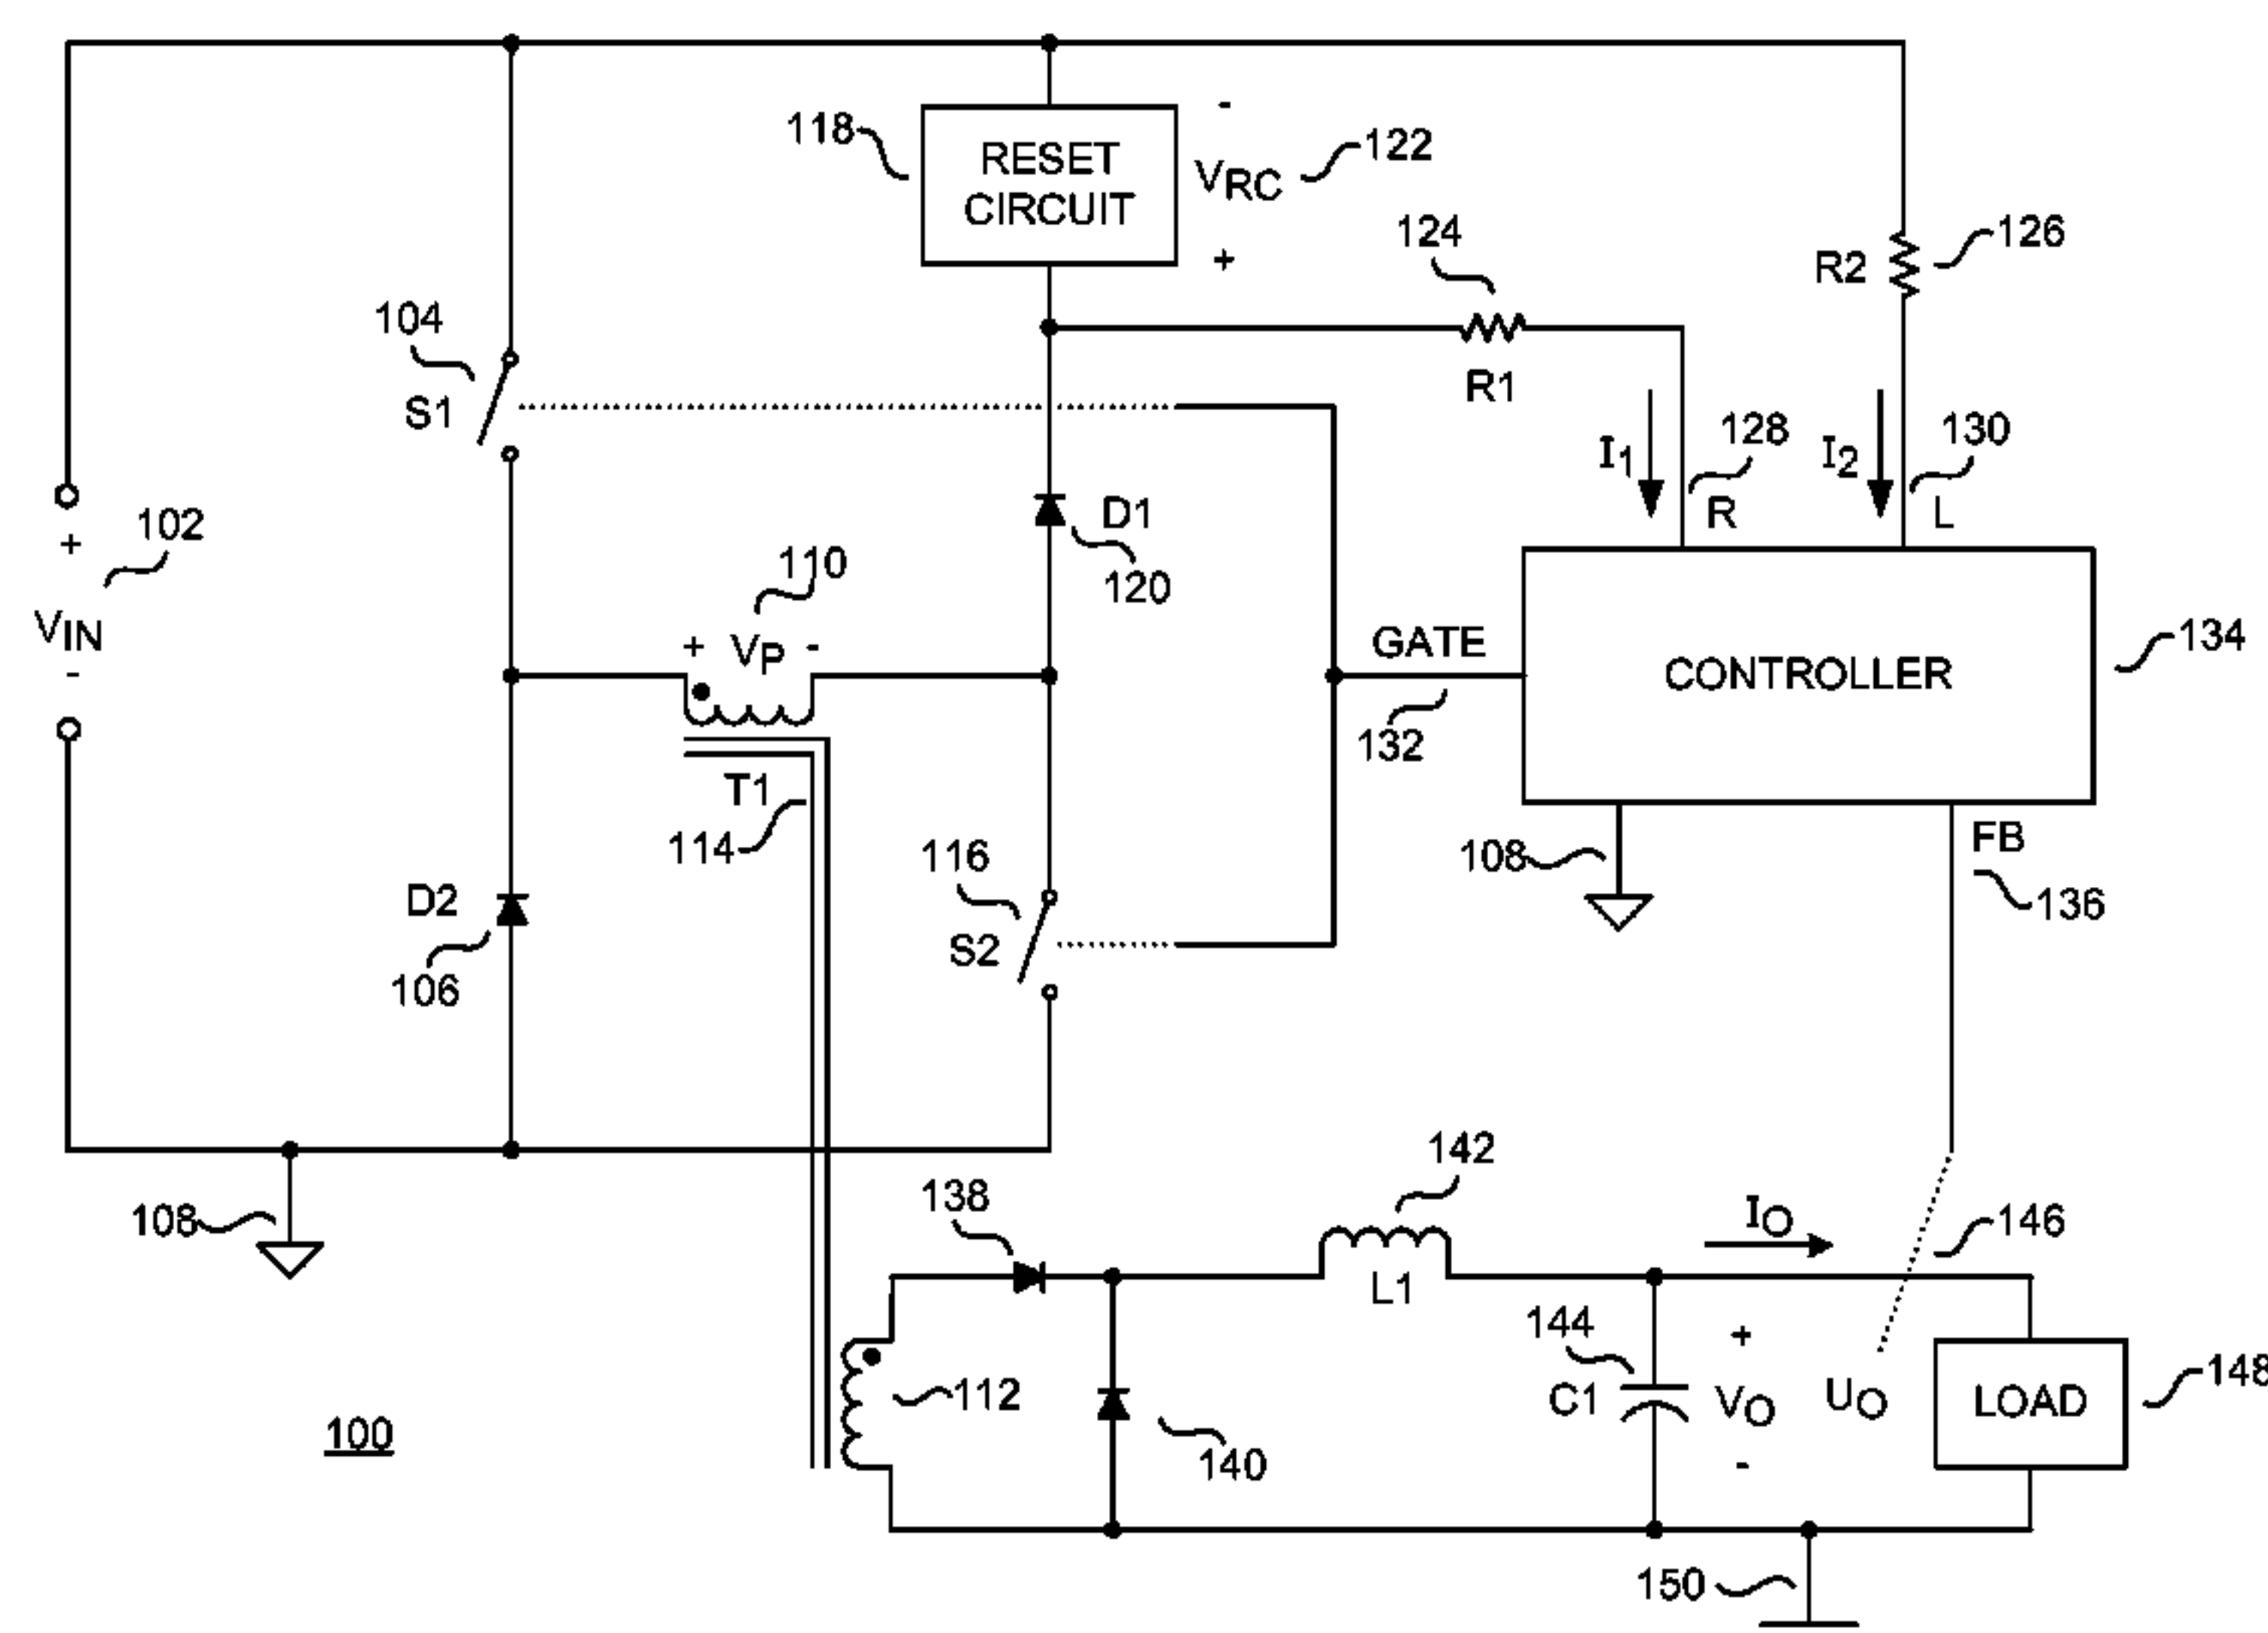 118
RESET
CIRCUIT
-
VRC
+
122
124
R1
R2
126
104
S1
I1
128
R
I2
130
L
102
+
VIN
-
D1
120
110
+ VP -
T1
114
GATE
132
CONTROLLER
134
D2
106
116
S2
108
FB
136
108
138
142
L1
IO
146
144
C1
+
VO
-
UO
LOAD
148
112
140
100
150